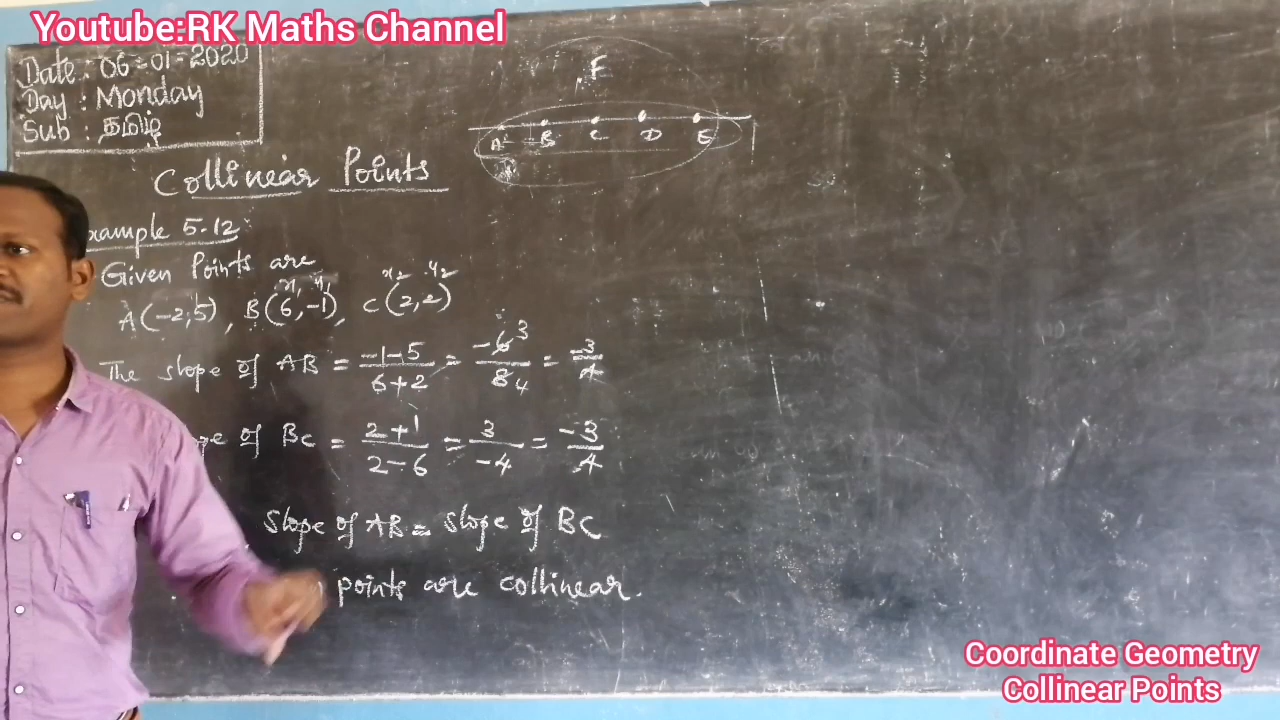 Youtube:RK Maths Channel
Date : 06-01-2020
Day : Monday
Sub : தமிழ்
F
A B C D E
Collinear Points
xample 5.12:
Given Points are
x₁ y₁ x₂ y₂
A(-2,5), B(6,-1), C(2,2)
The slope of AB = -1-5/6+2 = -6 3/8 4 = -3/4
pe of BC = 2+1/2-6 = 3/-4 = -3/4
Slope of AB = slope of BC
points are collinear.
Coordinate Geometry
Collinear Points